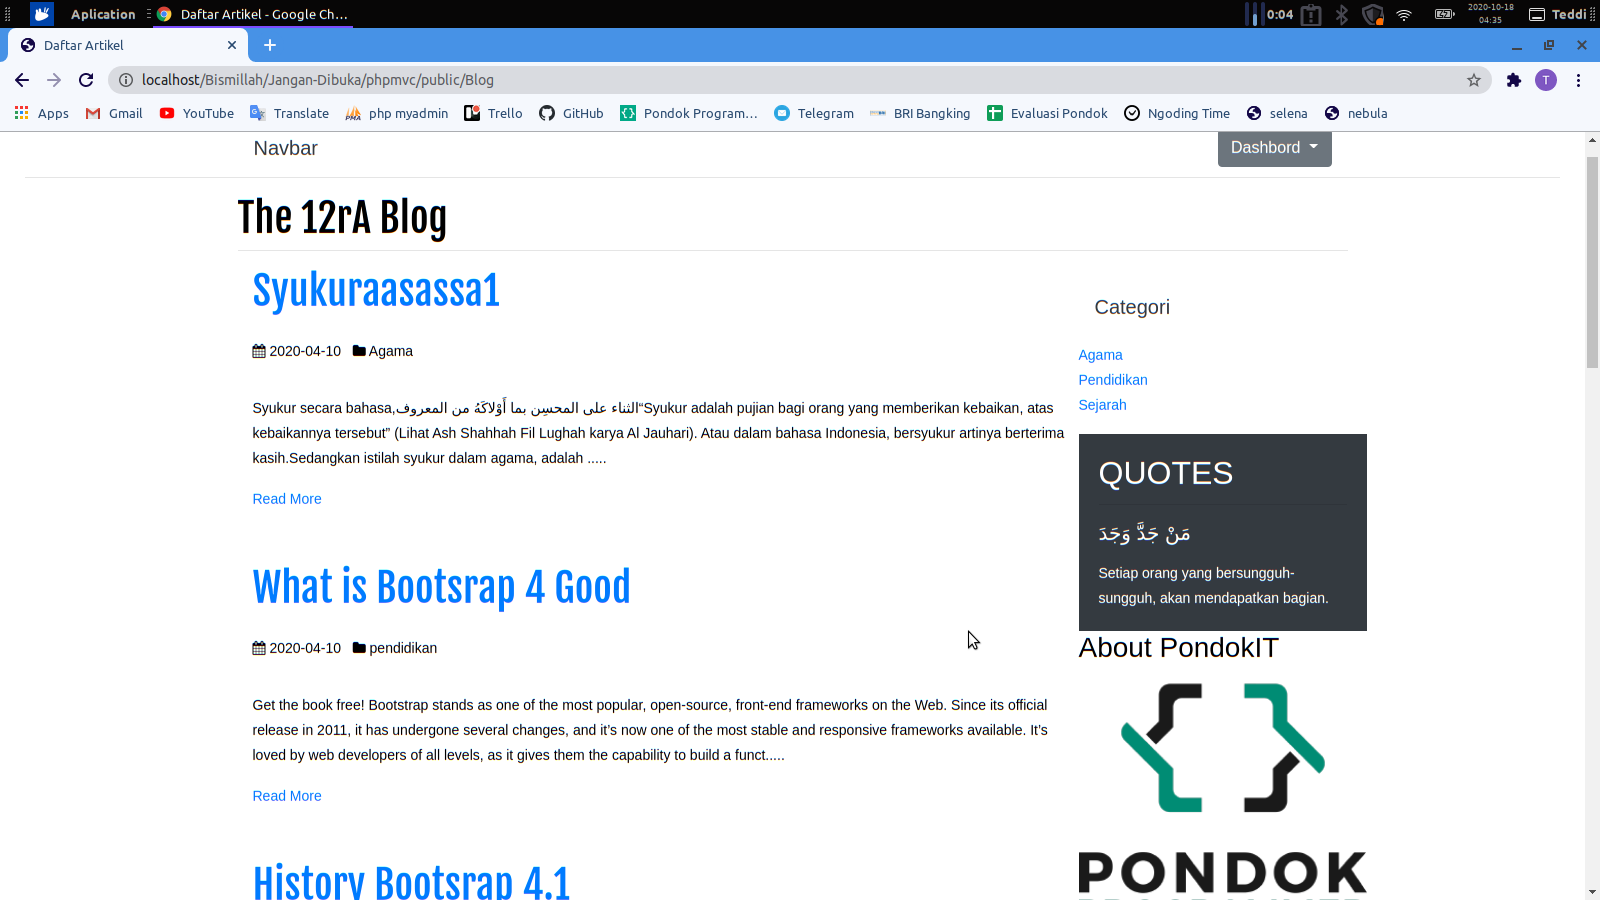 Aplication
Daftar Artikel - Google Ch...
0:04
2020-10-18
04:35
Teddi
Daftar Artikel
localhost/Bismillah/Jangan-Dibuka/phpmvc/public/Blog
T
Apps
Gmail
YouTube
Translate
php myadmin
Trello
GitHub
Pondok Program...
Telegram
BRI Bangking
Evaluasi Pondok
Ngoding Time
selena
nebula
Navbar
Dashbord
The 12rA Blog
Syukuraasassa1
2020-04-10 Agama
Syukur secara bahasa,الثناء على المحسِن بما أَوْلاكَهُ من المعروف“Syukur adalah pujian bagi orang yang memberikan kebaikan, atas
kebaikannya tersebut” (Lihat Ash Shahhah Fil Lughah karya Al Jauhari). Atau dalam bahasa Indonesia, bersyukur artinya berterima
kasih.Sedangkan istilah syukur dalam agama, adalah .....
Read More
What is Bootsrap 4 Good
2020-04-10 pendidikan
Get the book free! Bootstrap stands as one of the most popular, open-source, front-end frameworks on the Web. Since its official
release in 2011, it has undergone several changes, and it’s now one of the most stable and responsive frameworks available. It’s
loved by web developers of all levels, as it gives them the capability to build a funct.....
Read More
History Bootsrap 4.1
Categori
Agama
Pendidikan
Sejarah
QUOTES
مَنْ جَدَّ وَجَدَ
Setiap orang yang bersungguh-
sungguh, akan mendapatkan bagian.
About PondokIT
PONDOK